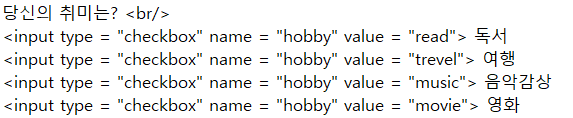 당신의 취미는? <br/>
<input type = "checkbox" name = "hobby" value = "read"> 독서
<input type = "checkbox" name = "hobby" value = "trevel"> 여행
<input type = "checkbox" name = "hobby" value = "music"> 음악감상
<input type = "checkbox" name = "hobby" value = "movie"> 영화